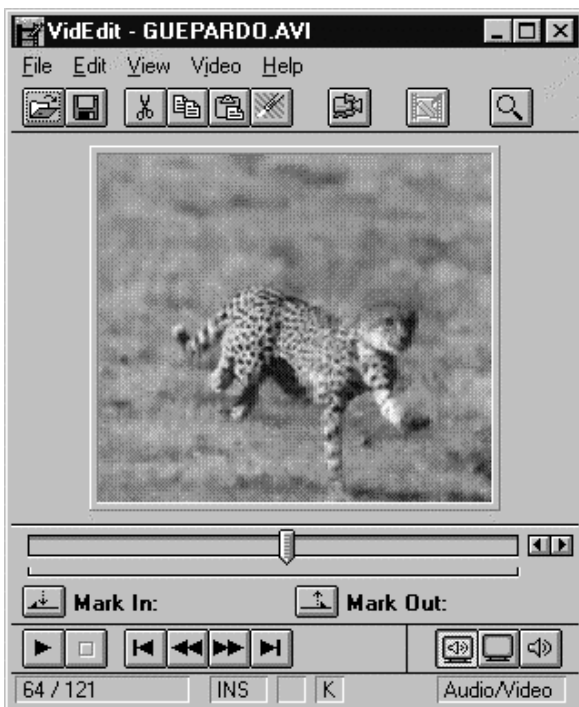 VidEdit - GUEPARDO.AVI
File Edit View Video Help
Mark In: Mark Out:
64 / 121 INS K Audio/Video